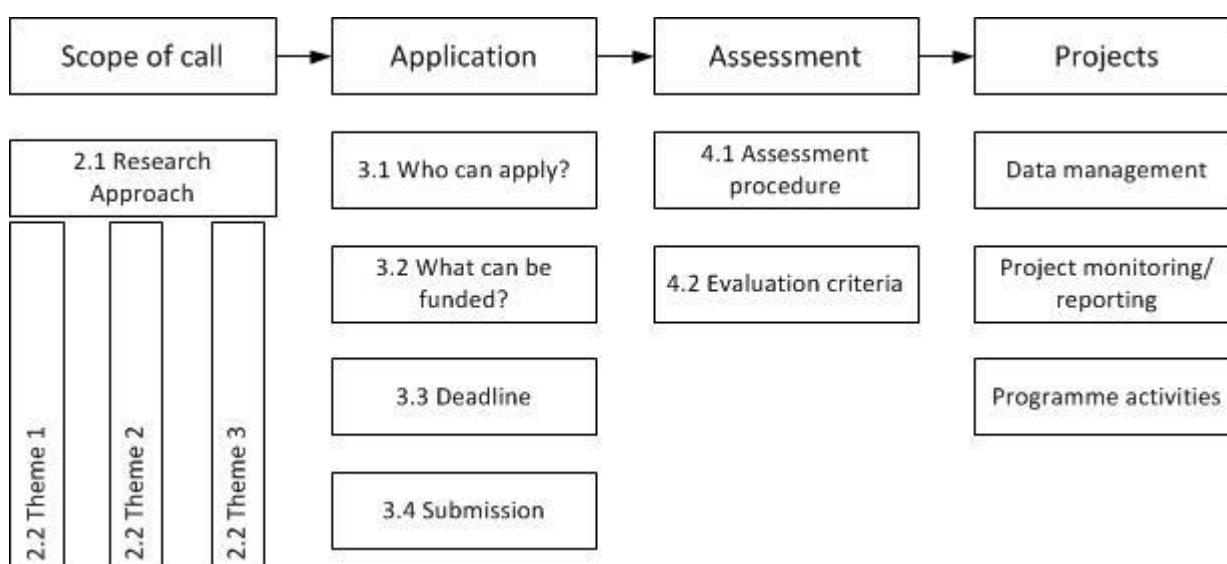 Scope of call
Application
Assessment
Projects
2.1 Research
Approach
2.2 Theme 1
2.2 Theme 2
2.2 Theme 3
3.1 Who can apply?
3.2 What can be
funded?
3.3 Deadline
3.4 Submission
4.1 Assessment
procedure
4.2 Evaluation criteria
Data management
Project monitoring/
reporting
Programme activities